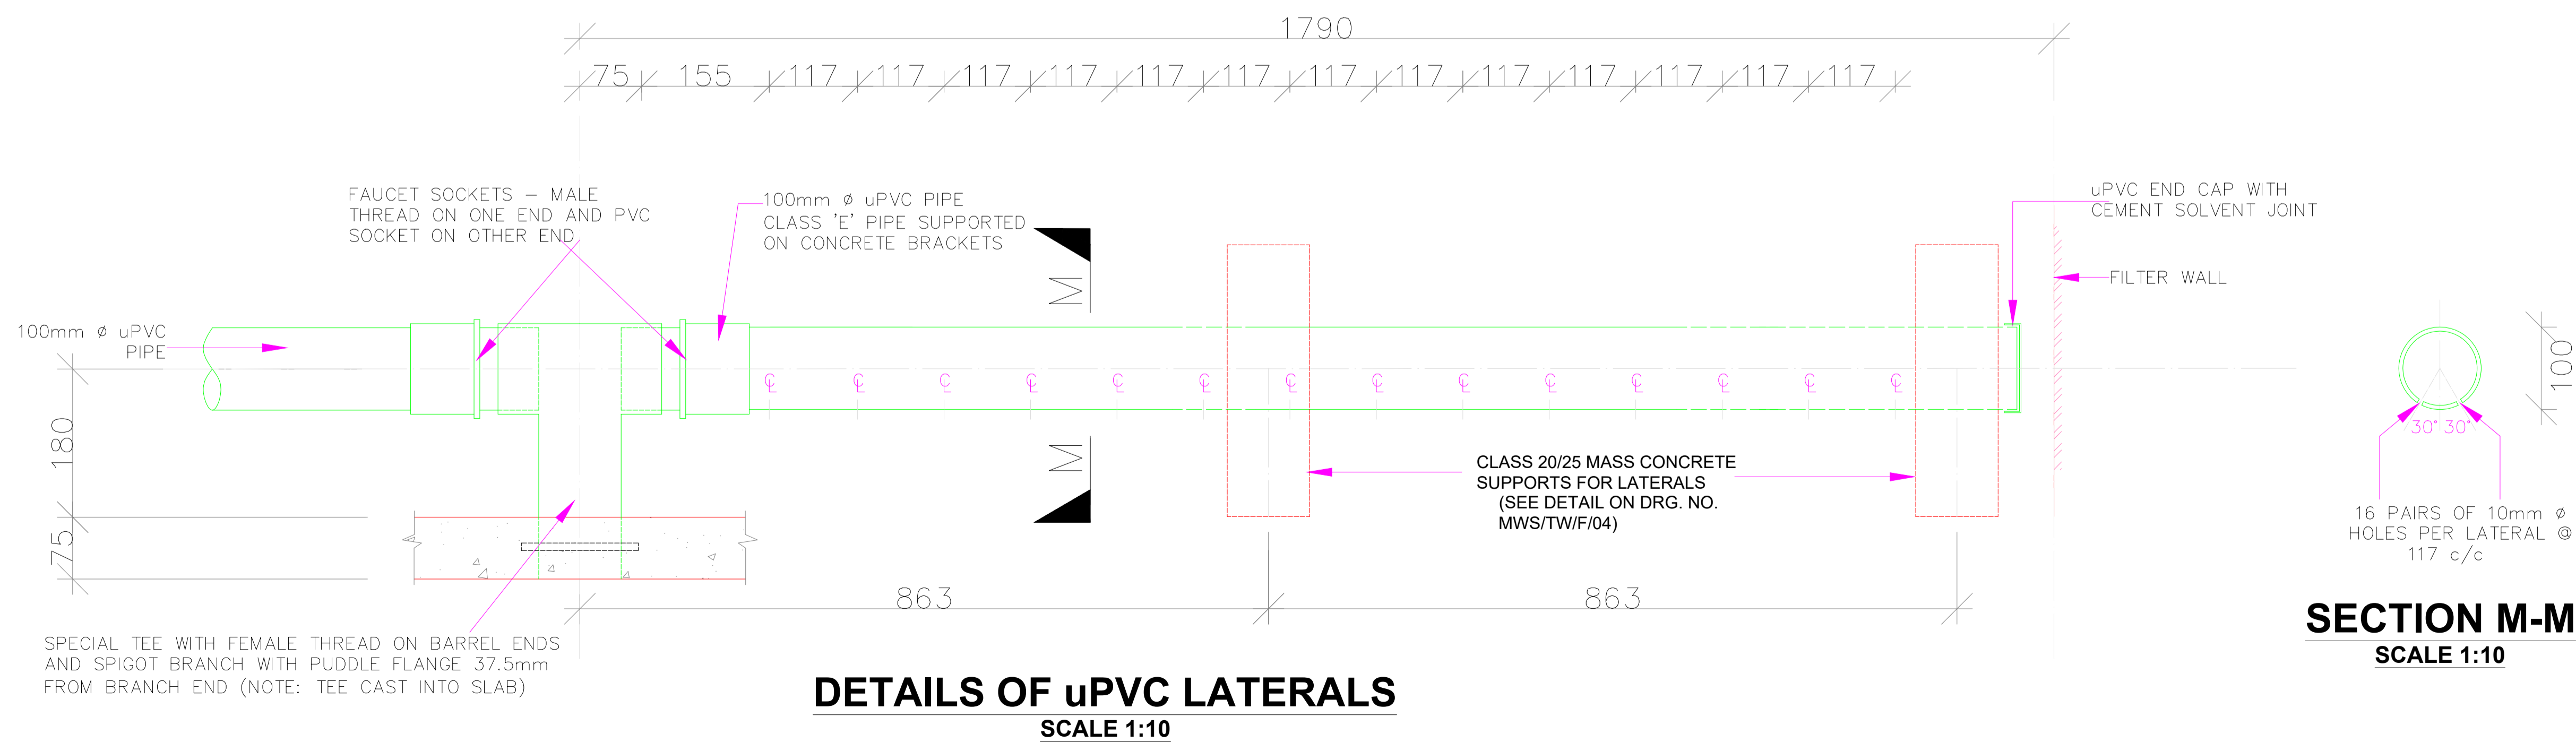 1790
75 155 117 117 117 117 117 117 117 117 117 117 117 117 117
FAUCET SOCKETS – MALE
THREAD ON ONE END AND PVC
SOCKET ON OTHER END
100mm ø uPVC PIPE
CLASS 'E' PIPE SUPPORTED
ON CONCRETE BRACKETS
M
uPVC END CAP WITH
CEMENT SOLVENT JOINT
FILTER WALL
100mm ø uPVC
PIPE
℄ ℄ ℄ ℄ ℄ ℄ ℄ ℄ ℄ ℄ ℄ ℄ ℄ ℄
100
30° 30°
180
M
CLASS 20/25 MASS CONCRETE
SUPPORTS FOR LATERALS
(SEE DETAIL ON DRG. NO.
MWS/TW/F/04)
16 PAIRS OF 10mm ø
HOLES PER LATERAL @
117 c/c
75
863 863
SPECIAL TEE WITH FEMALE THREAD ON BARREL ENDS
AND SPIGOT BRANCH WITH PUDDLE FLANGE 37.5mm
FROM BRANCH END (NOTE: TEE CAST INTO SLAB)
SECTION M-M
SCALE 1:10
DETAILS OF uPVC LATERALS
SCALE 1:10